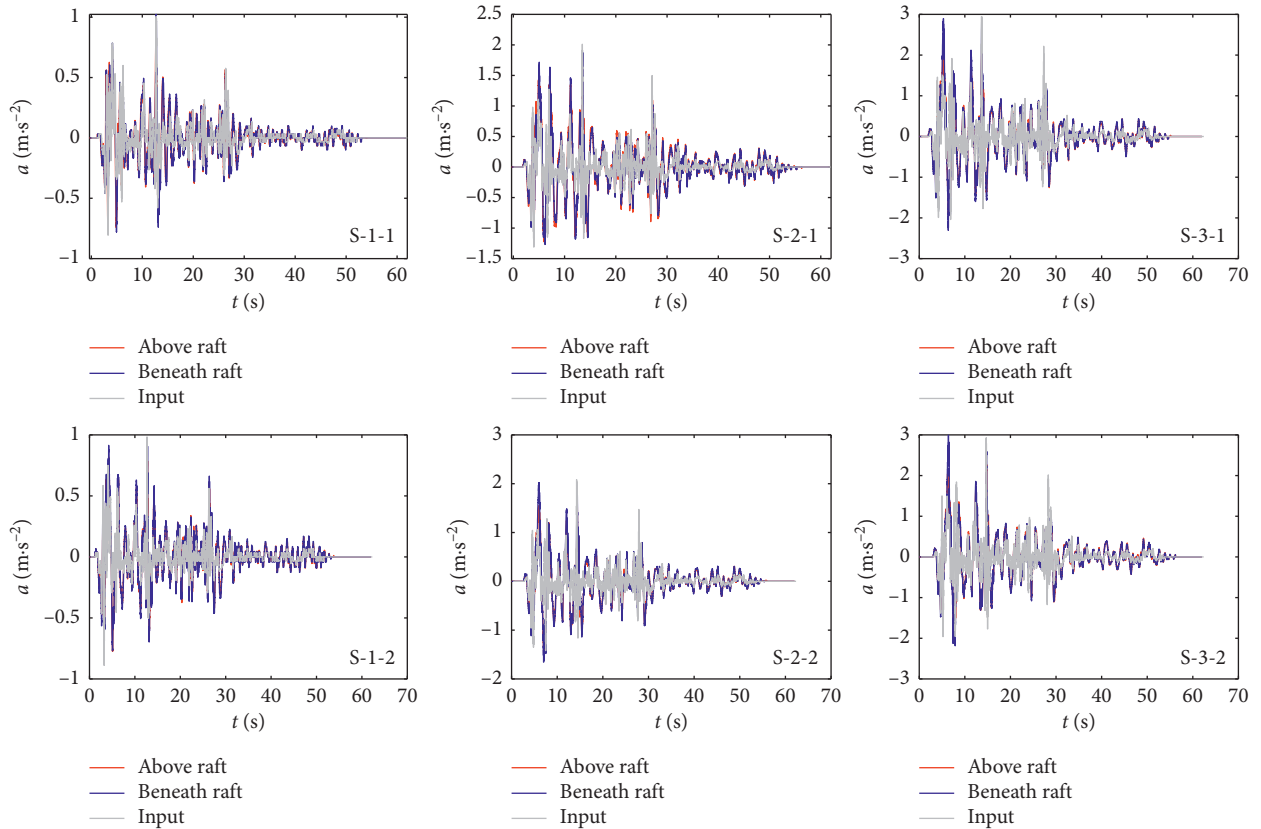 1
0.5
0
−0.5
−1
a (m·s−2)
0 10 20 30 40 50 60
t (s)
S-1-1
Above raft
Beneath raft
Input
2.5
2
1.5
1
0.5
0
−0.5
−1
−1.5
a (m·s−2)
0 10 20 30 40 50 60
t (s)
S-2-1
Above raft
Beneath raft
Input
3
2
1
0
−1
−2
−3
a (m·s−2)
0 10 20 30 40 50 60 70
t (s)
S-3-1
Above raft
Beneath raft
Input
1
0.5
0
−0.5
−1
a (m·s−2)
0 10 20 30 40 50 60 70
t (s)
S-1-2
Above raft
Beneath raft
Input
3
2
1
0
−1
−2
a (m·s−2)
0 10 20 30 40 50 60 70
t (s)
S-2-2
Above raft
Beneath raft
Input
3
2
1
0
−1
−2
−3
a (m·s−2)
0 10 20 30 40 50 60 70
t (s)
S-3-2
Above raft
Beneath raft
Input